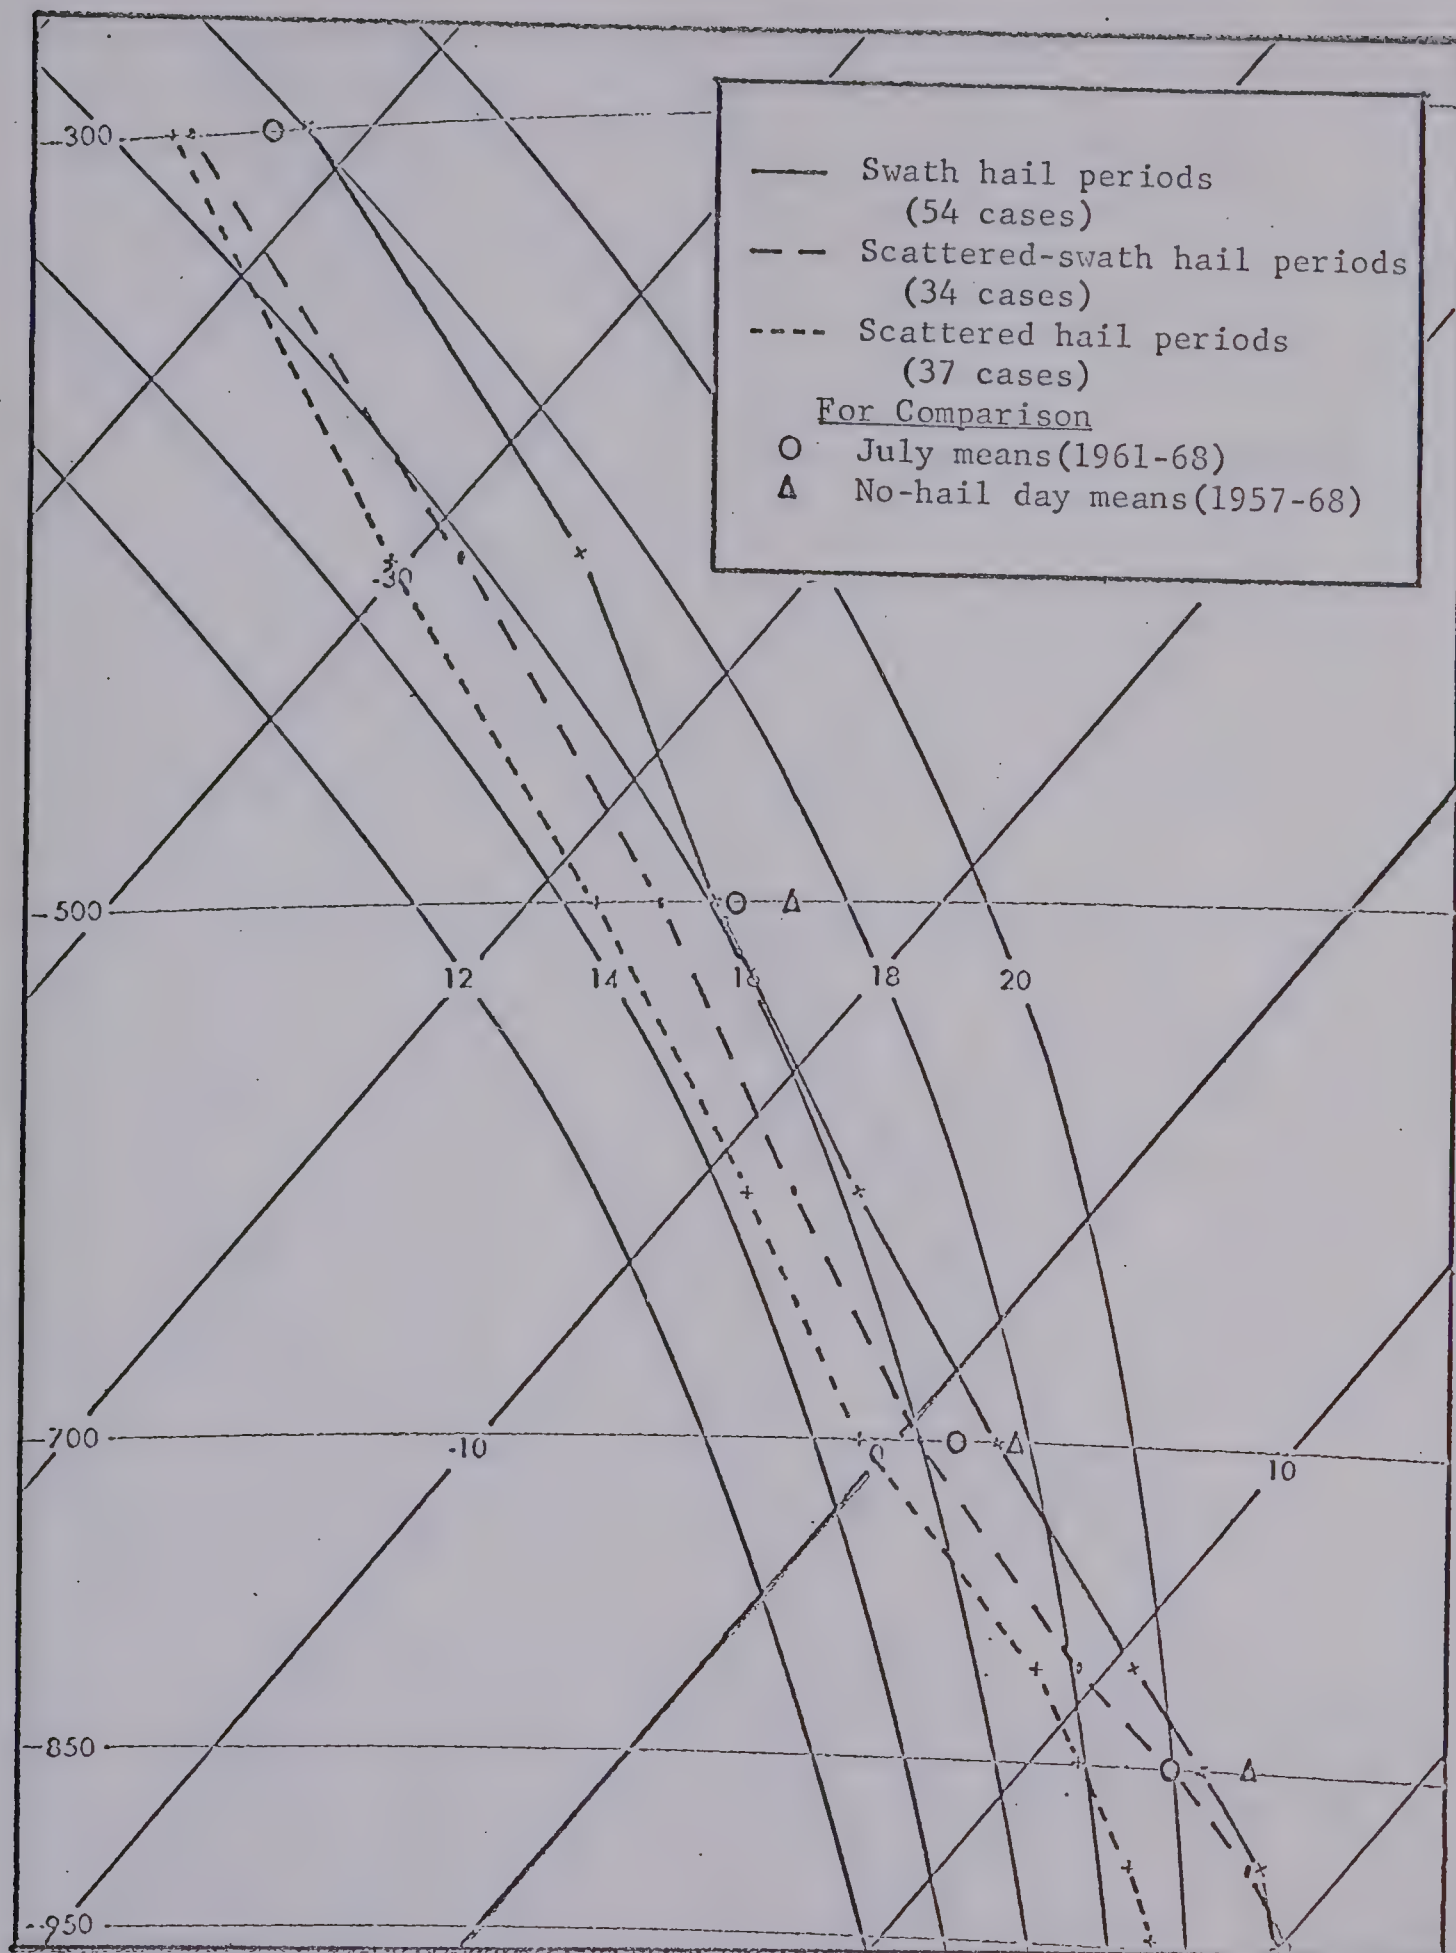 300
Swath hail periods
(54 cases)
Scattered-swath hail periods
(34 cases)
Scattered hail periods
(37 cases)
For Comparison
July means(1961-68)
No-hail day means(1957-68)
-30
500
12 14 18 20
700
-10 0 10
850
950